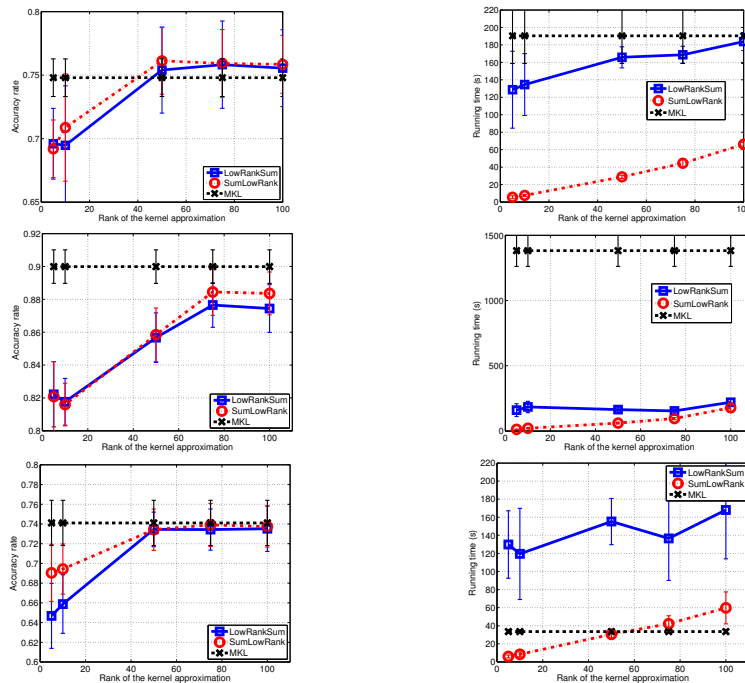 0.8
0.75
0.7
0.65
0 20 40 60 80 100
Accuracy rate
Rank of the kernel approximation
LowRankSum
SumLowRank
MKL
220
200
180
160
140
120
100
80
60
40
20
0
0 20 40 60 80 100
Running time (s)
Rank of the kernel approximation
LowRankSum
SumLowRank
MKL
0.92
0.9
0.88
0.86
0.84
0.82
0.8
0 20 40 60 80 100
Accuracy rate
Rank of the kernel approximation
LowRankSum
SumLowRank
MKL
1500
1000
500
0
0 20 40 60 80 100
Running time (s)
Rank of the kernel approximation
LowRankSum
SumLowRank
MKL
0.8
0.78
0.74
0.7
0.66
0.62
0.6
0 20 40 60 80 100
Accuracy rate
Rank of the kernel approximation
LowRankSum
SumLowRank
MKL
220
200
180
160
140
120
100
80
60
40
20
0
0 20 40 60 80 100
Running time (s)
Rank of the kernel approximation
LowRankSum
SumLowRank
MKL